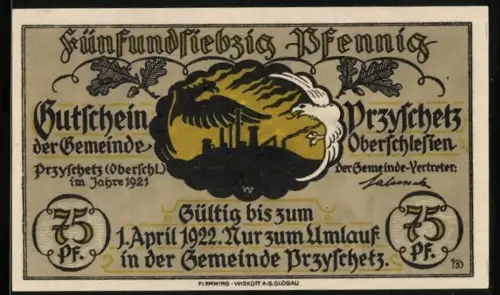 Fünfundsiebzig Pfennig
Gutschein
der Gemeinde
Przyschetz (Oberschl.)
im Jahre 1921
Przyschetz
Oberschlesien
der Gemeinde-Vertreter:
W
75
Pf.
Gültig bis zum
1. April 1922. Nur zum Umlauf
in der Gemeinde Przyschetz.
75
Pf.
FLEMMING-WISKOTT A.G. GLOGAU